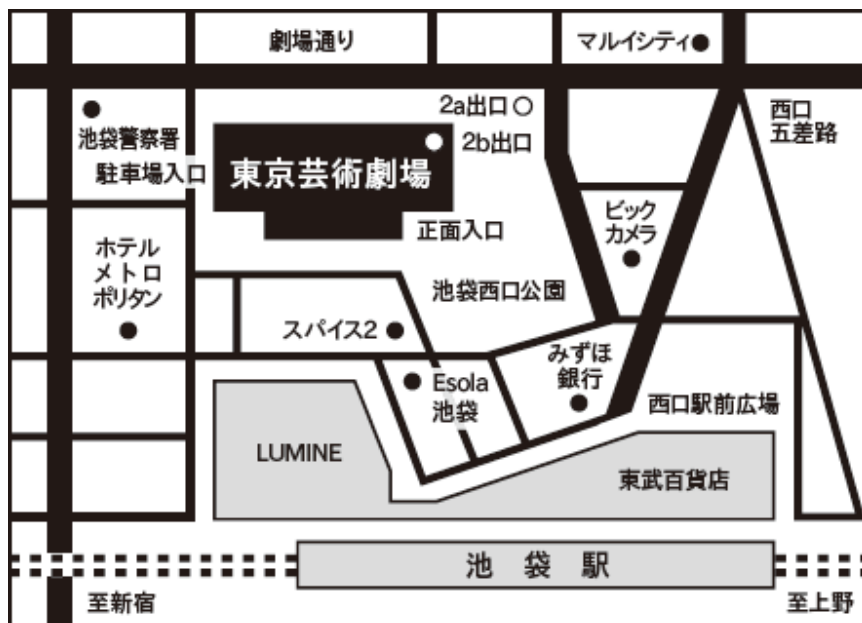 劇場通り
マルイシティ
2a出口
2b出口
西口
五差路
池袋警察署
駐車場入口
東京芸術劇場
正面入口
ビック
カメラ
ホテル
メトロ
ポリタン
池袋西口公園
スパイス2
みずほ
銀行
Esola
池袋
西口駅前広場
LUMINE
東武百貨店
池袋駅
至新宿
至上野